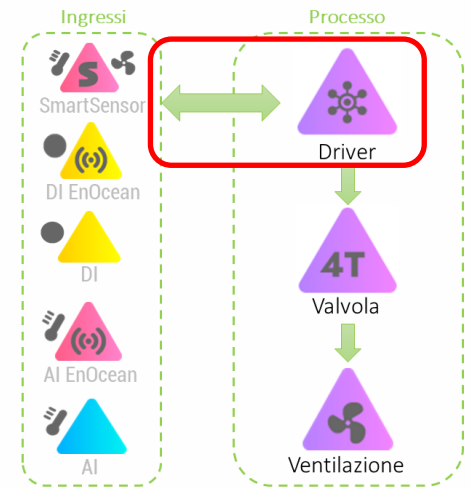 Ingressi
Processo
S
SmartSensor
Driver
DI EnOcean
4T
DI
Valvola
AI EnOcean
AI
Ventilazione